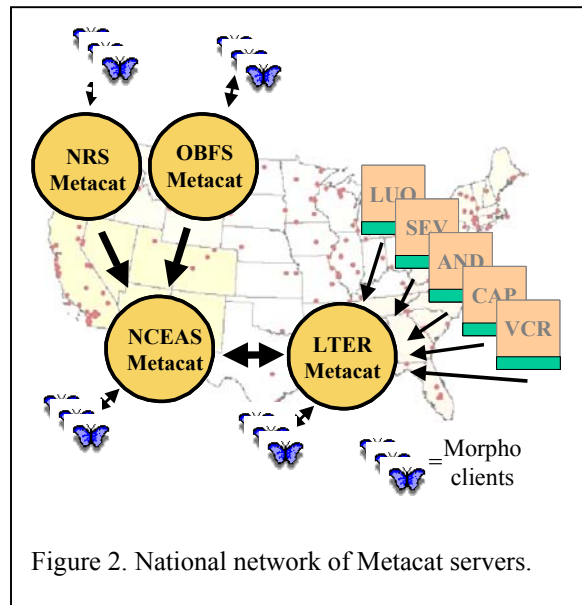 NRS
Metacat
OBFS
Metacat
LUQ
SEV
AND
CAP
VCR
NCEAS
Metacat
LTER
Metacat
=Morpho
clients
Figure 2. National network of Metacat servers.